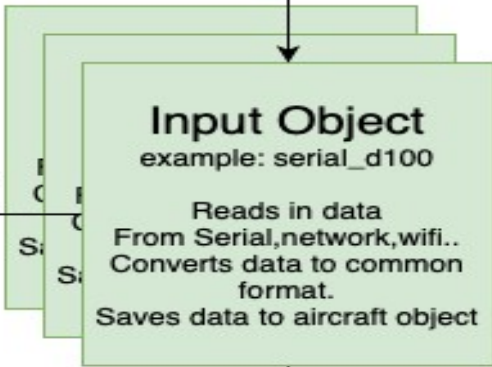 Input Object
example: serial_d100
Reads in data
From Serial,network,wifi..
Converts data to common
format.
Saves data to aircraft object